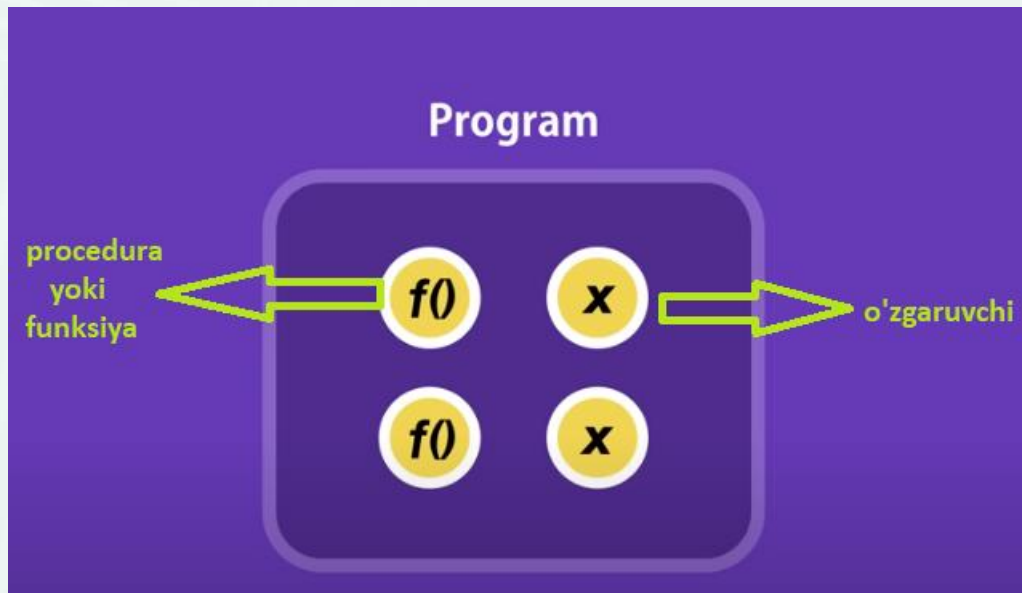 Program
procedura
yoki
funksiya
f()
x
o'zgaruvchi
f()
x